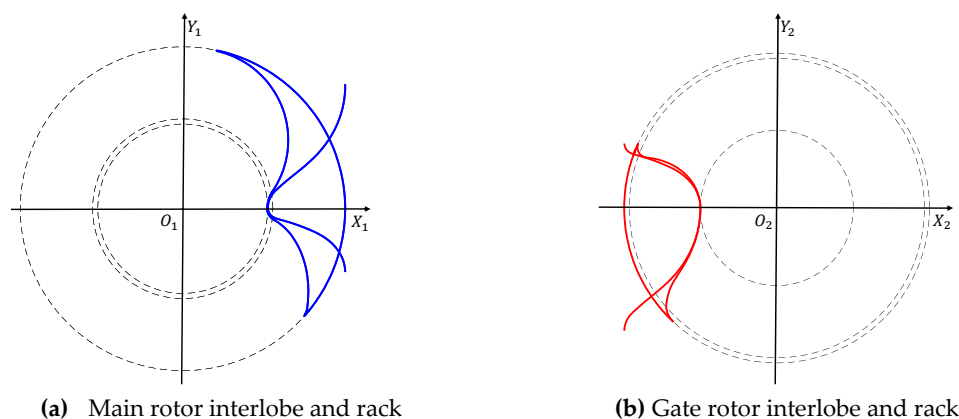 Y₁
Y₂
O₁
X₁
O₂
X₂
(a) Main rotor interlobe and rack
(b) Gate rotor interlobe and rack